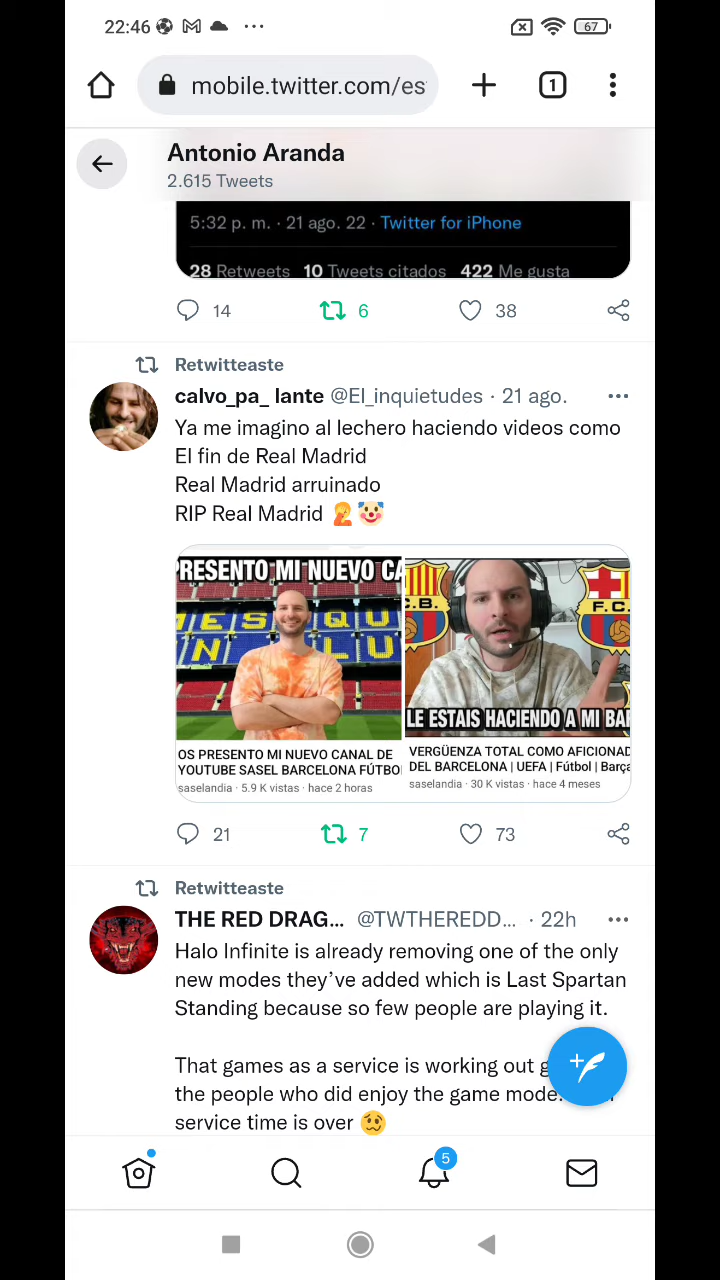 22:46
67
mobile.twitter.com/es
1
Antonio Aranda
2.615 Tweets
5:32 p. m. · 21 ago. 22 · Twitter for iPhone
28 Retweets 10 Tweets citados 422 Me gusta
14 6 38
Retwitteaste
calvo_pa_ lante @El_inquietudes · 21 ago.
Ya me imagino al lechero haciendo videos como
El fin de Real Madrid
Real Madrid arruinado
RIP Real Madrid 🤦🤡
PRESENTO MI NUEVO CA
MES QU
N LU
OS PRESENTO MI NUEVO CANAL DE
YOUTUBE SASEL BARCELONA FÚTBO
saselandia · 5.9 K vistas · hace 2 horas
C.B.
F.C.
LE ESTAIS HACIENDO A MI BA
VERGÜENZA TOTAL COMO AFICIONAD
DEL BARCELONA | UEFA | Fútbol | Barça
saselandia · 30 K vistas · hace 4 meses
21 7 73
Retwitteaste
THE RED DRAG... @TWTHEREDD... · 22h
Halo Infinite is already removing one of the only
new modes they've added which is Last Spartan
Standing because so few people are playing it.
That games as a service is working out g
the people who did enjoy the game mode.
service time is over 🥴
5